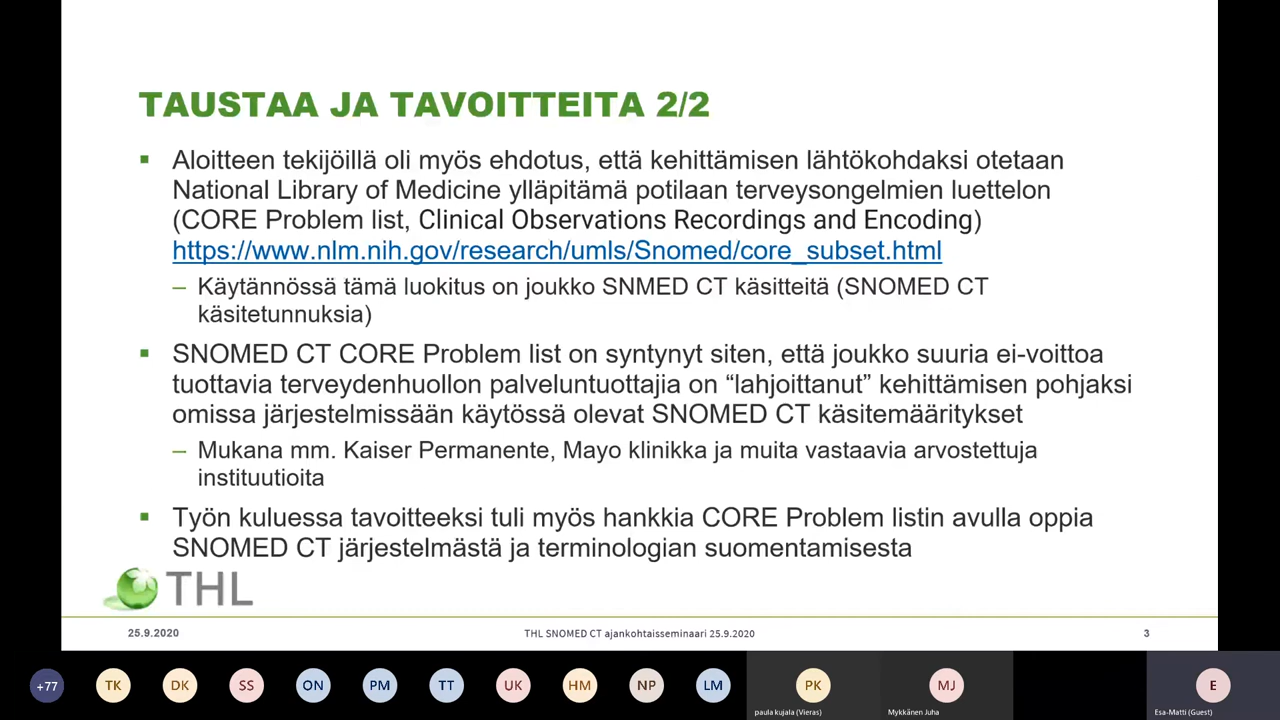 TAUSTAA JA TAVOITTEITA 2/2
Aloitteen tekijöillä oli myös ehdotus, että kehittämisen lähtökohdaksi otetaan
National Library of Medicine ylläpitämä potilaan terveysongelmien luettelon
(CORE Problem list, Clinical Observations Recordings and Encoding)
https://www.nlm.nih.gov/research/umls/Snomed/core_subset.html
– Käytännössä tämä luokitus on joukko SNMED CT käsitteitä (SNOMED CT
käsitetunnuksia)
SNOMED CT CORE Problem list on syntynyt siten, että joukko suuria ei-voittoa
tuottavia terveydenhuollon palveluntuottajia on “lahjoittanut” kehittämisen pohjaksi
omissa järjestelmissään käytössä olevat SNOMED CT käsitemääritykset
– Mukana mm. Kaiser Permanente, Mayo klinikka ja muita vastaavia arvostettuja
instituutioita
Työn kuluessa tavoitteeksi tuli myös hankkia CORE Problem listin avulla oppia
SNOMED CT järjestelmästä ja terminologian suomentamisesta
THL
25.9.2020 THL SNOMED CT ajankohtaisseminaari 25.9.2020 3
+77 TK DK SS ON PM TT UK HM NP LM PK MJ E
paula kujala (Vieras) Mykkänen Juha Esa-Matti (Guest)